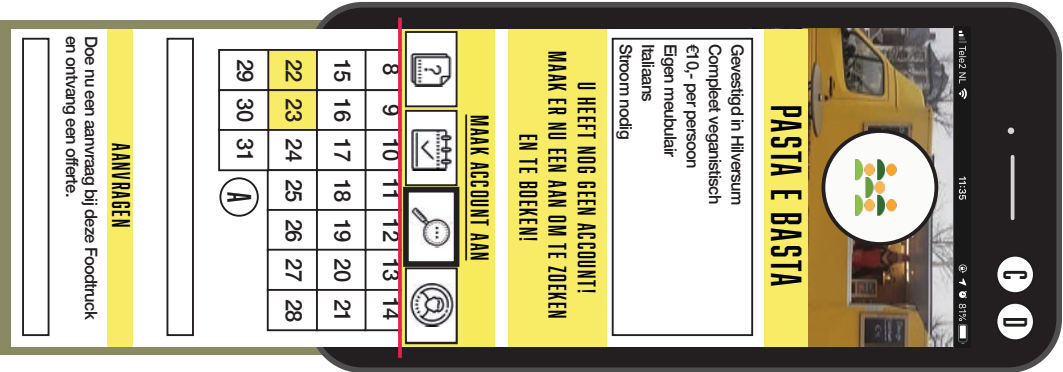 C D
Tele2 NL 11:35 81%
PASTA E BASTA
Gevestigd in Hilversum
Compleet veganistisch
€10,- per persoon
Eigen meubulair
Italiaans
Stroom nodig
U HEEFT NOG GEEN ACCOUNT!
MAAK ER NU EEN AAN OM TE ZOEKEN
EN TE BOEKEN!
MAAK ACCOUNT AAN
?
8 9 10 11 12 13 14
15 16 17 18 19 20 21
22 23 24 25 26 27 28
29 30 31 A
AANVRAGEN
Doe nu een aanvraag bij deze Foodtruck
en ontvang een offerte.